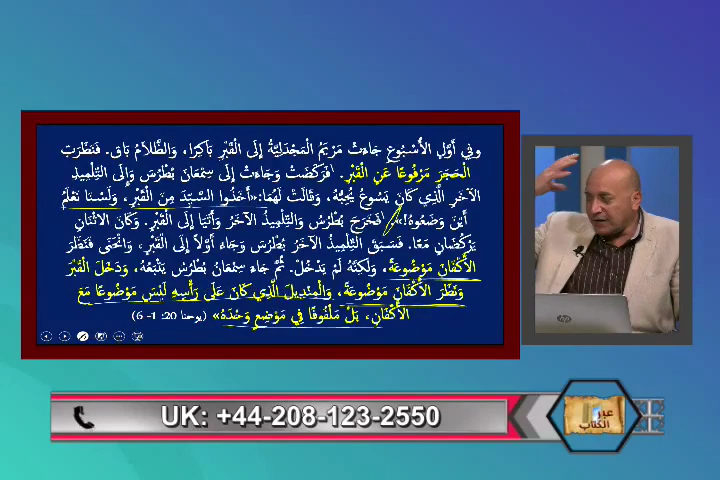 وفِي أَوَّلِ الأُسْبُوعِ جَاءَتْ مَرْيَمُ الْمَجْدَلِيَّةُ إِلَى الْقَبْرِ بَاكِرًا، وَالظَّلاَمُ بَاق. فَنَظَرَتِ
الْحَجَرَ مَرْفُوعًا عَنِ الْقَبْرِ. فَرَكَضَتْ وَجَاءَتْ إِلَى سِمْعَانَ بُطْرُسَ وَإِلَى التِّلْمِيذِ
الآخَرِ الَّذِي كَانَ يَسُوعُ يُحِبُّهُ، وَقَالَتْ لَهُمَا:«أَخَذُوا السَّيِّدَ مِنَ الْقَبْرِ، وَلَسْنَا نَعْلَمُ
أَيْنَ وَضَعُوهُ!». فَخَرَجَ بُطْرُسُ وَالتِّلْمِيذُ الآخَرُ وَأَتَيَا إِلَى الْقَبْرِ. وَكَانَ الاثْنَانِ
يَرْكُضَانِ مَعًا. فَسَبَقَ التِّلْمِيذُ الآخَرُ بُطْرُسَ وَجَاءَ أَوَّلاً إِلَى الْقَبْرِ، وَانْحَنَى فَنَظَرَ
الأَكْفَانَ مَوْضُوعَةً، وَلكِنَّهُ لَمْ يَدْخُلْ. ثُمَّ جَاءَ سِمْعَانُ بُطْرُسُ يَتْبَعُهُ، وَدَخَلَ الْقَبْرَ
وَنَظَرَ الأَكْفَانَ مَوْضُوعَةً، وَالْمِنْدِيلَ الَّذِي كَانَ عَلَى رَأْسِهِ لَيْسَ مَوْضُوعًا مَعَ
الأَكْفَانِ، بَلْ مَلْفُوفًا فِي مَوْضِعٍ وَحْدَهُ» (يوحنا 20: 1- 6)
UK: +44-208-123-2550
الكتاب